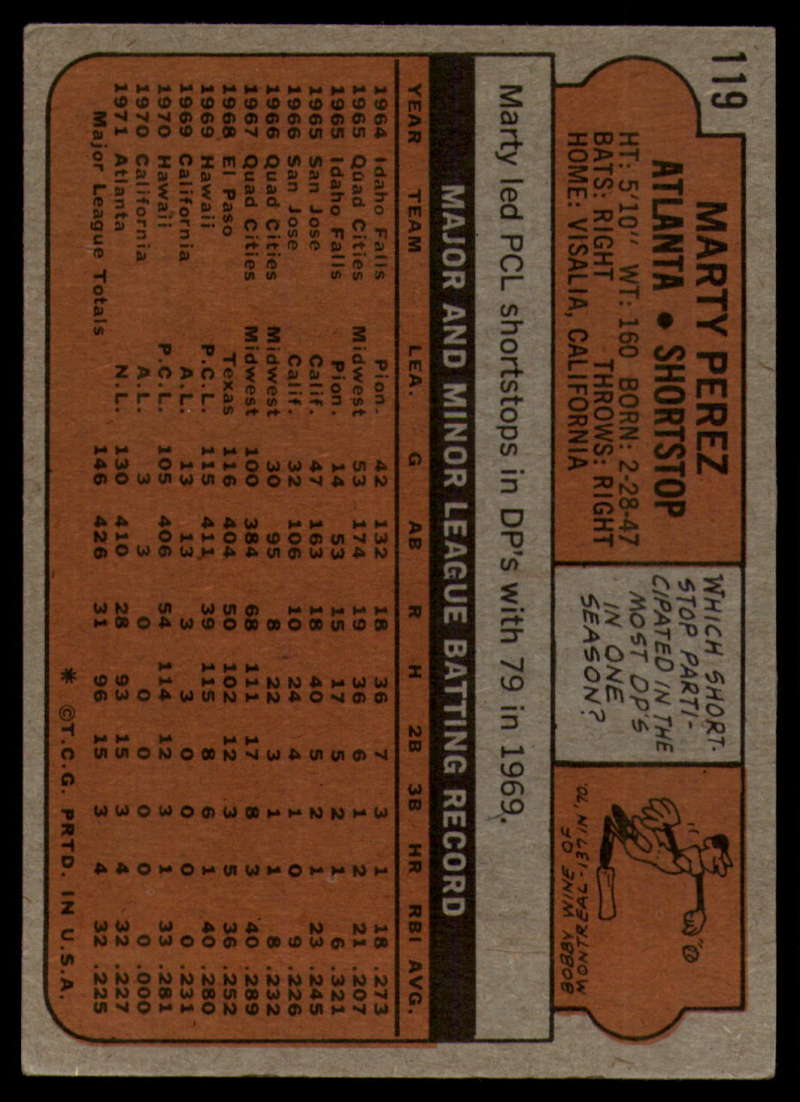 119
MARTY PEREZ
ATLANTA • SHORTSTOP
HT: 5'10" WT: 160 BORN: 2-28-47
BATS: RIGHT THROWS: RIGHT
HOME: VISALIA, CALIFORNIA
WHICH SHORT-
STOP PARTI-
CIPATED IN THE
MOST DP'S
IN ONE
SEASON?
BOBBY WINE OF
MONTREAL-137 IN '70.
Marty led PCL shortstops in DP's with 79 in 1969.
MAJOR AND MINOR LEAGUE BATTING RECORD
YEAR TEAM LEA. G AB R H 2B 3B HR RBI AVG.
1964 Idaho Falls Pion. 42 132 18 36 7 3 1 18 .273
1965 Quad Cities Midwest 53 174 19 36 6 1 2 21 .207
1965 Idaho Falls Pion. 14 53 15 17 5 2 1 6 .321
1965 San Jose Calif. 47 163 18 40 5 2 1 23 .245
1966 San Jose Calif. 32 106 10 24 4 1 0 9 .226
1966 Quad Cities Midwest 30 95 8 22 3 1 1 8 .232
1967 Quad Cities Midwest 100 384 68 111 17 8 3 40 .289
1968 El Paso Texas 116 404 50 102 12 3 5 36 .252
1969 Hawaii P.C.L. 115 411 39 115 8 6 1 40 .280
1969 California A.L. 13 13 3 3 0 0 0 0 .231
1970 Hawaii P.C.L. 105 406 54 114 12 3 1 33 .281
1970 California A.L. 3 3 0 0 0 0 0 0 .000
1971 Atlanta N.L. 130 410 28 93 15 3 4 32 .227
Major League Totals 146 426 31 96 15 3 4 32 .225
* ©T.C.G. PRTD. IN U.S.A.